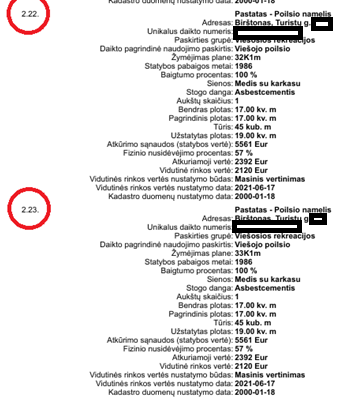 Kadastro duomenų nustatymo data: 2000-01-18
2.22.
Pastatas - Poilsio namelis
Adresas: Birštonas, Turistų g.
Unikalus daikto numeris:
Paskirties grupė: Viešosios rekreacijos
Daikto pagrindinė naudojimo paskirtis: Viešojo poilsio
Žymėjimas plane: 32K1m
Statybos pabaigos metai: 1986
Baigtumo procentas: 100 %
Sienos: Medis su karkasu
Stogo danga: Asbestcementis
Aukštų skaičius: 1
Bendras plotas: 17.00 kv. m
Pagrindinis plotas: 17.00 kv. m
Tūris: 45 kub. m
Užstatytas plotas: 19.00 kv. m
Atkūrimo sąnaudos (statybos vertė): 5561 Eur
Fizinio nusidėvėjimo procentas: 57 %
Atkuriamoji vertė: 2392 Eur
Vidutinė rinkos vertė: 2120 Eur
Vidutinės rinkos vertės nustatymo būdas: Masinis vertinimas
Vidutinės rinkos vertės nustatymo data: 2021-06-17
Kadastro duomenų nustatymo data: 2000-01-18
2.23.
Pastatas - Poilsio namelis
Adresas: Birštonas, Turistų g.
Unikalus daikto numeris:
Paskirties grupė: Viešosios rekreacijos
Daikto pagrindinė naudojimo paskirtis: Viešojo poilsio
Žymėjimas plane: 33K1m
Statybos pabaigos metai: 1986
Baigtumo procentas: 100 %
Sienos: Medis su karkasu
Stogo danga: Asbestcementis
Aukštų skaičius: 1
Bendras plotas: 17.00 kv. m
Pagrindinis plotas: 17.00 kv. m
Tūris: 45 kub. m
Užstatytas plotas: 19.00 kv. m
Atkūrimo sąnaudos (statybos vertė): 5561 Eur
Fizinio nusidėvėjimo procentas: 57 %
Atkuriamoji vertė: 2392 Eur
Vidutinė rinkos vertė: 2120 Eur
Vidutinės rinkos vertės nustatymo būdas: Masinis vertinimas
Vidutinės rinkos vertės nustatymo data: 2021-06-17
Kadastro duomenų nustatymo data: 2000-01-18